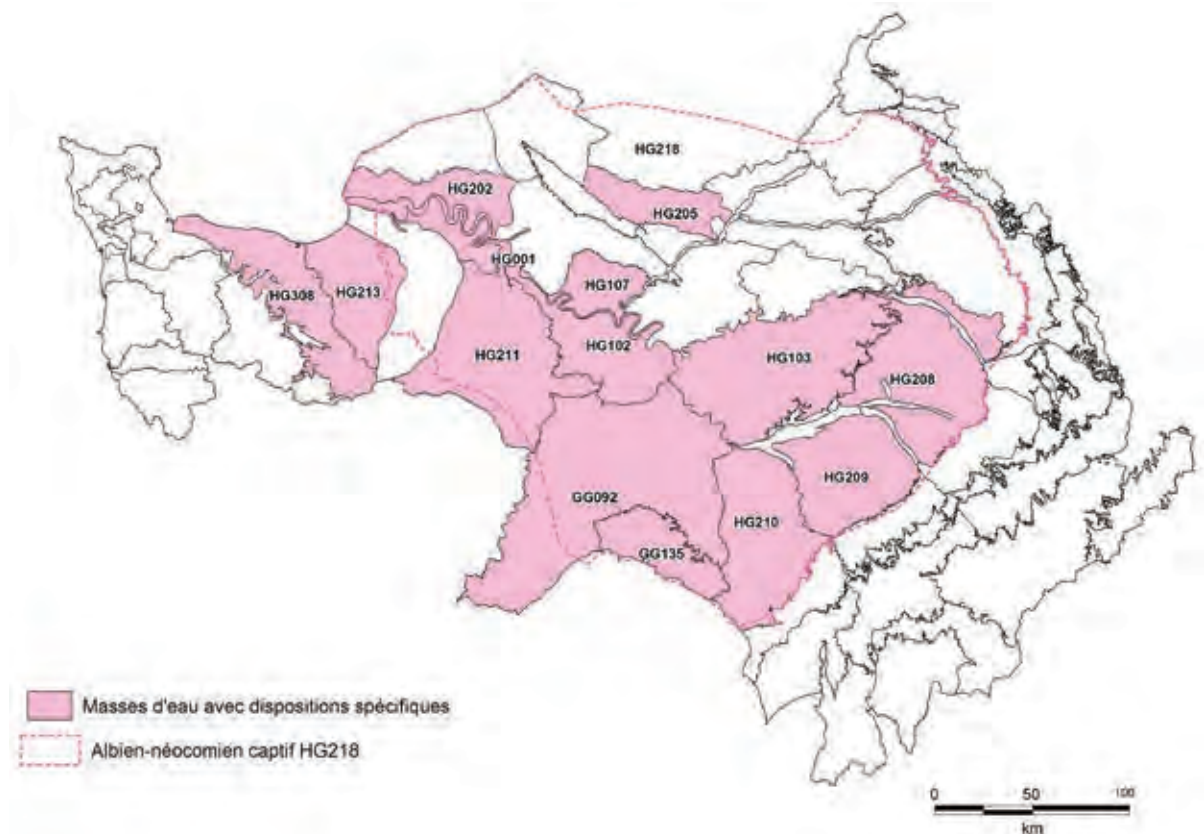 HG218
HG202
HG205
HG001
HG107
HG308
HG213
HG102
HG211
HG103
HG208
HG209
GG092
HG210
GG135
Masses d'eau avec dispositions spécifiques
Albien-néocomien captif HG218
0 50 100
km